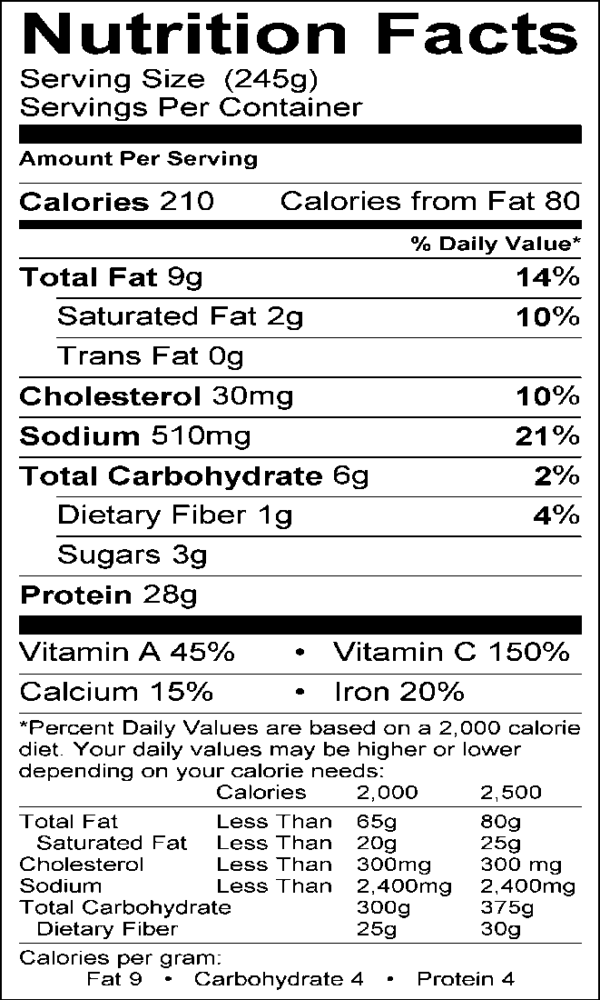 Nutrition Facts
Serving Size (245g)
Servings Per Container
Amount Per Serving
Calories 210 Calories from Fat 80
% Daily Value*
Total Fat 9g 14%
Saturated Fat 2g 10%
Trans Fat 0g
Cholesterol 30mg 10%
Sodium 510mg 21%
Total Carbohydrate 6g 2%
Dietary Fiber 1g 4%
Sugars 3g
Protein 28g
Vitamin A 45% • Vitamin C 150%
Calcium 15% • Iron 20%
*Percent Daily Values are based on a 2,000 calorie
diet. Your daily values may be higher or lower
depending on your calorie needs:
Calories 2,000 2,500
Total Fat Less Than 65g 80g
Saturated Fat Less Than 20g 25g
Cholesterol Less Than 300mg 300 mg
Sodium Less Than 2,400mg 2,400mg
Total Carbohydrate 300g 375g
Dietary Fiber 25g 30g
Calories per gram:
Fat 9 • Carbohydrate 4 • Protein 4